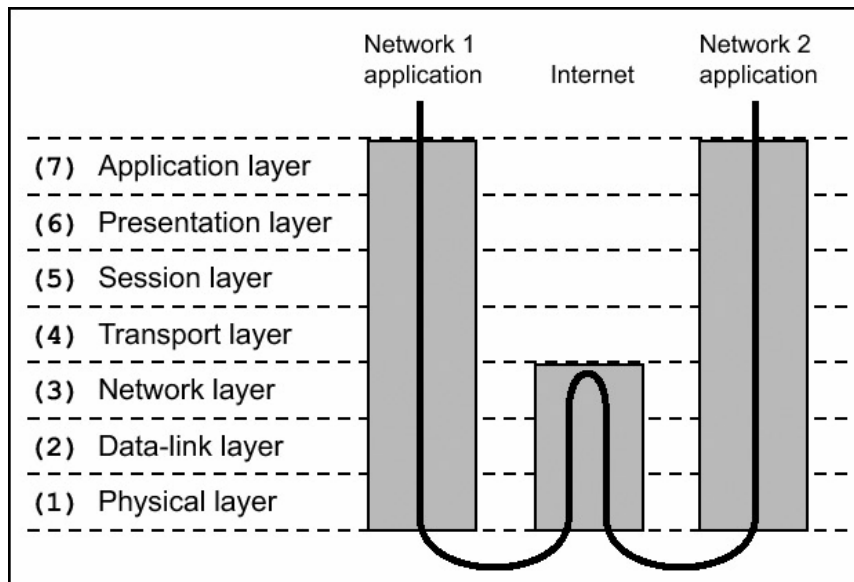 Network 1
application
Internet
Network 2
application
(7) Application layer
(6) Presentation layer
(5) Session layer
(4) Transport layer
(3) Network layer
(2) Data-link layer
(1) Physical layer